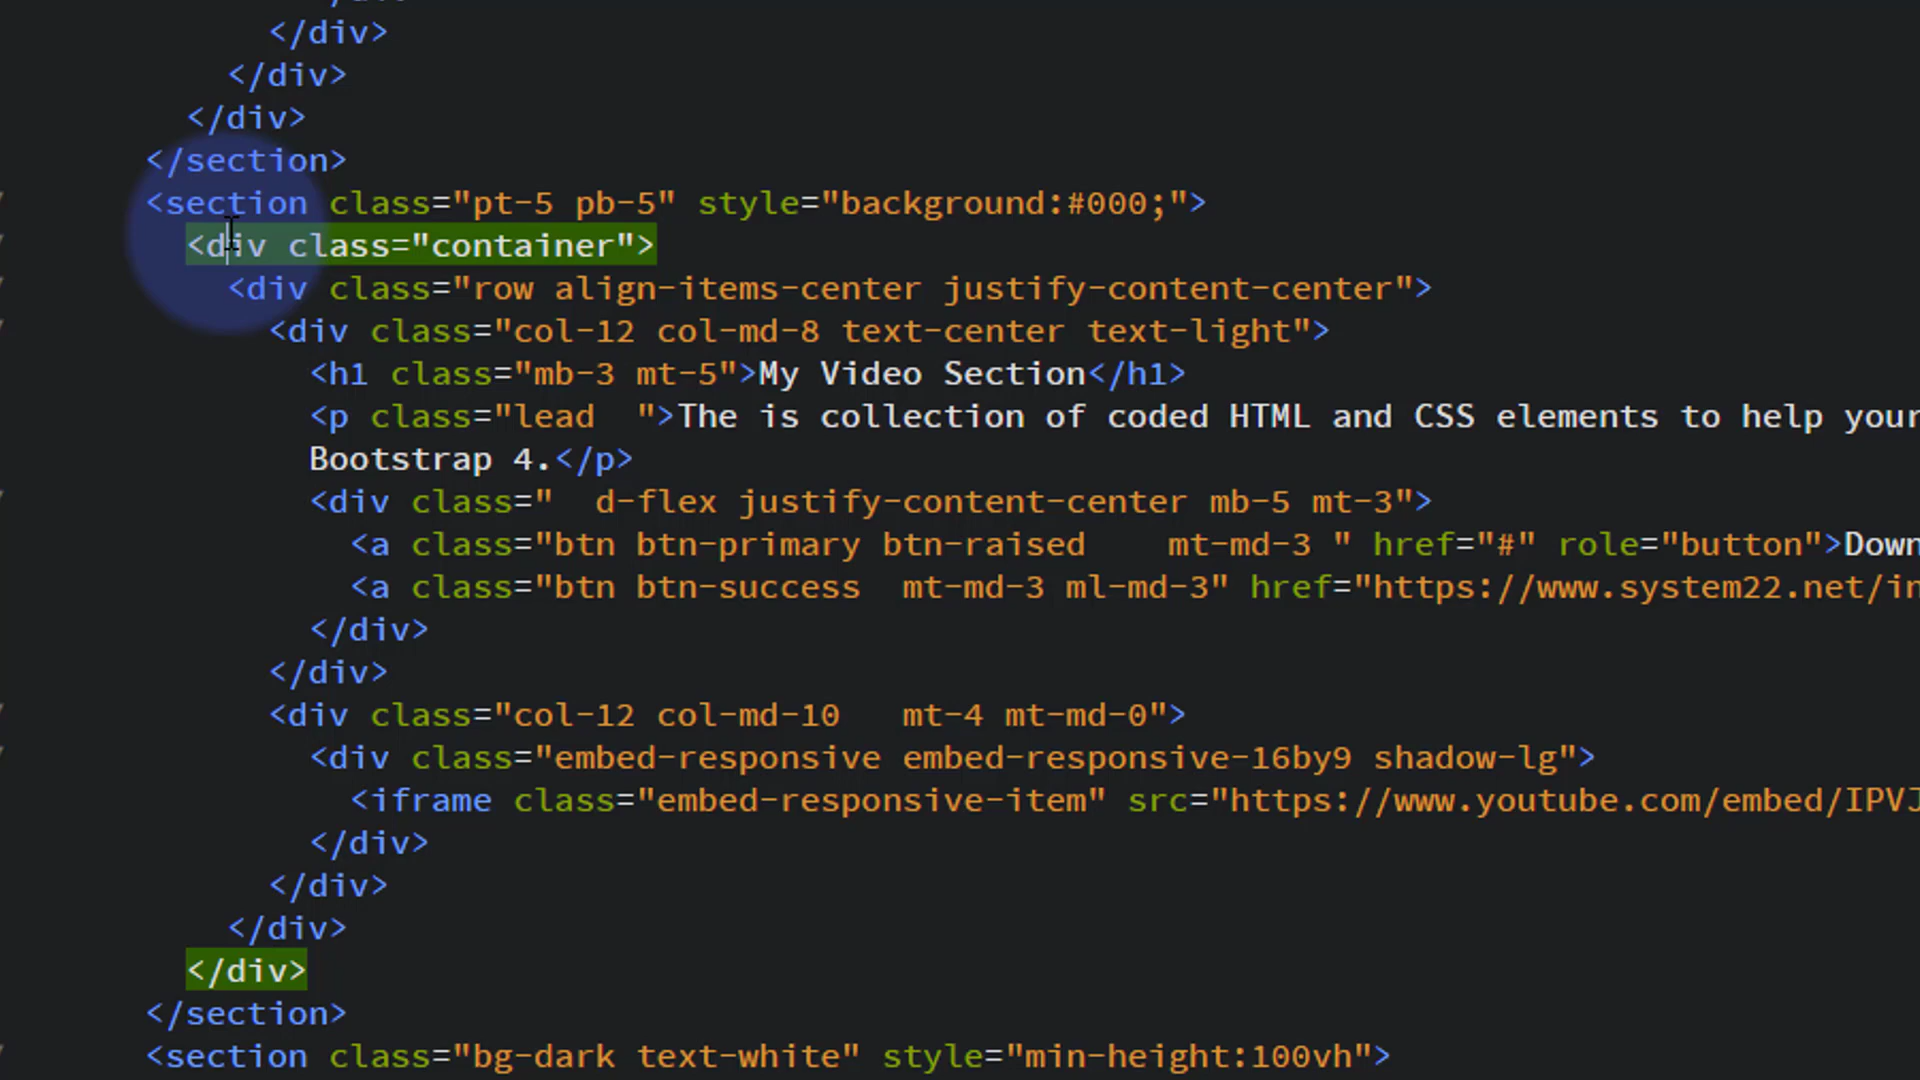 </div>
</div>
</div>
</section>
<section class="pt-5 pb-5" style="background:#000;">
<div class="container">
<div class="row align-items-center justify-content-center">
<div class="col-12 col-md-8 text-center text-light">
<h1 class="mb-3 mt-5">My Video Section</h1>
<p class="lead  ">The is collection of coded HTML and CSS elements to help your
Bootstrap 4.</p>
<div class="  d-flex justify-content-center mb-5 mt-3">
<a class="btn btn-primary btn-raised    mt-md-3 " href="#" role="button">Down
<a class="btn btn-success  mt-md-3 ml-md-3" href="https://www.system22.net/in
</div>
</div>
<div class="col-12 col-md-10   mt-4 mt-md-0">
<div class="embed-responsive embed-responsive-16by9 shadow-lg">
<iframe class="embed-responsive-item" src="https://www.youtube.com/embed/IPVJ
</div>
</div>
</div>
</div>
</section>
<section class="bg-dark text-white" style="min-height:100vh">